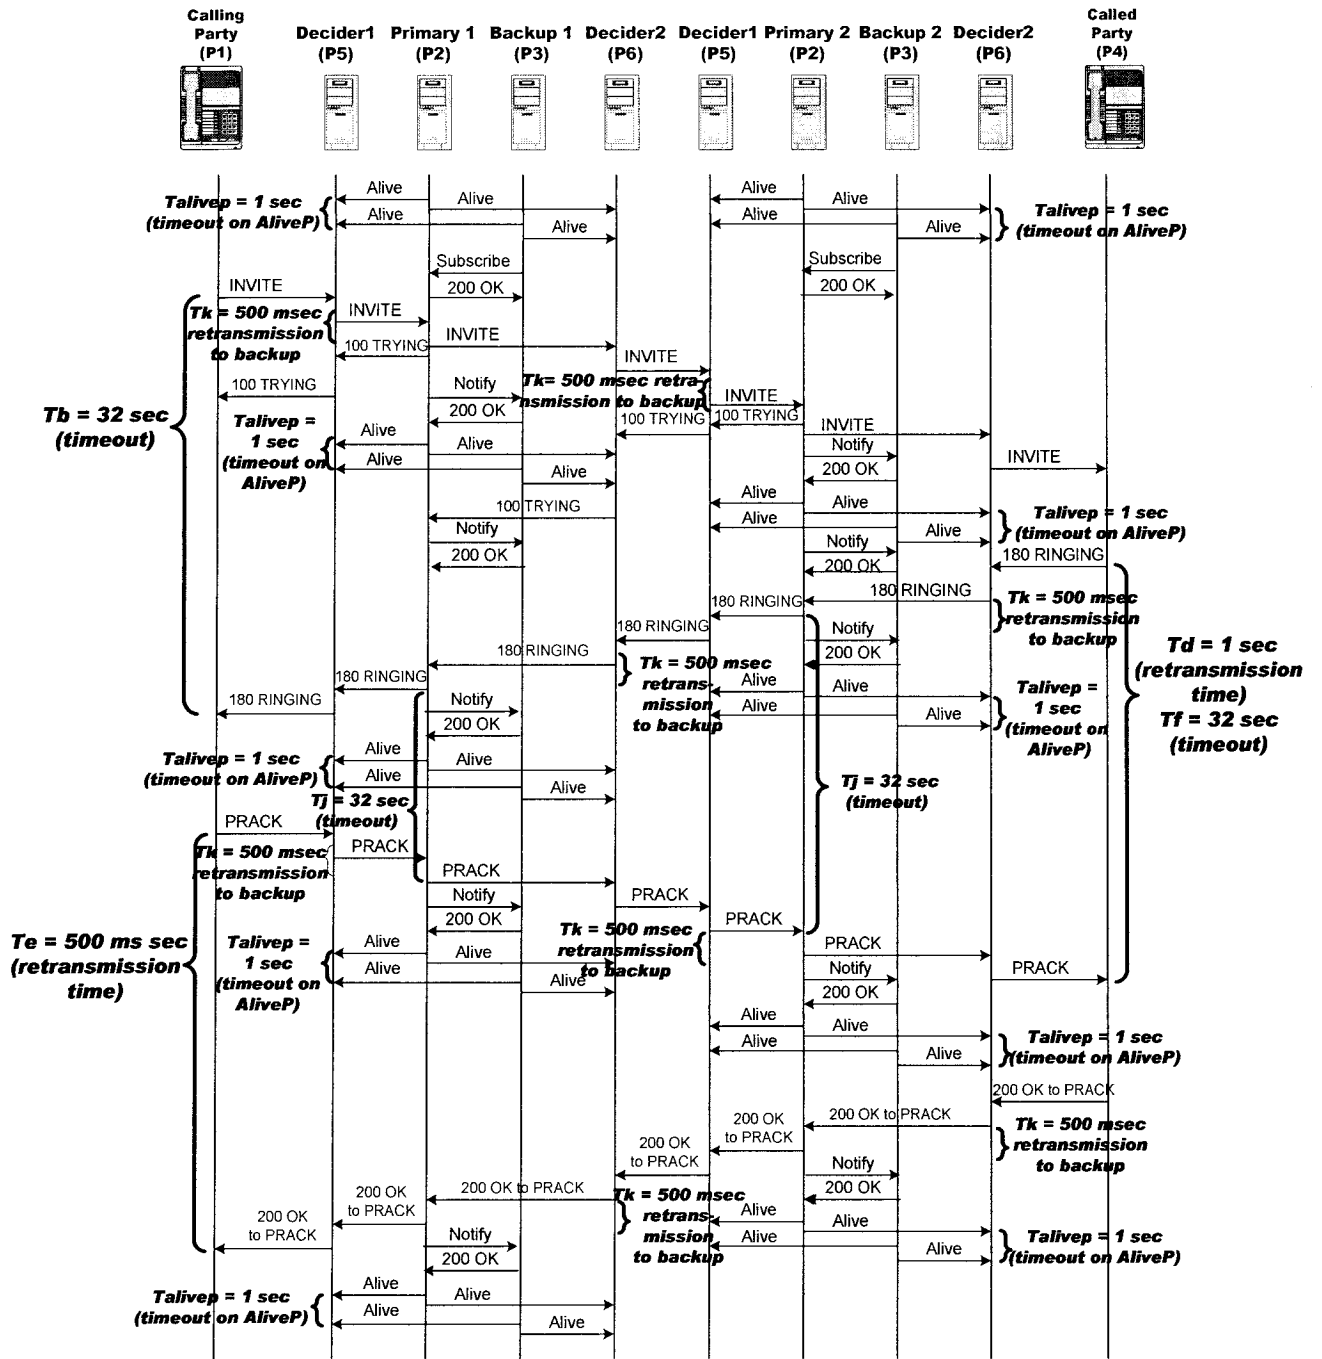 Calling
Party
(P1)
Decider1
(P5)
Primary 1
(P2)
Backup 1
(P3)
Decider2
(P6)
Decider1
(P5)
Primary 2
(P2)
Backup 2
(P3)
Decider2
(P6)
Called
Party
(P4)
Talivep = 1 sec
(timeout on AliveP)
Alive
Alive
Alive
Alive
Alive
Alive
Alive
Alive
Talivep = 1 sec
(timeout on AliveP)
Subscribe
200 OK
Subscribe
200 OK
INVITE
Tk = 500 msec
retransmission
to backup
INVITE
INVITE
100 TRYING
INVITE
100 TRYING
Notify
200 OK
Tk= 500 msec retra-
nsmission to backup
INVITE
100 TRYING
100 TRYING
INVITE
Notify
200 OK
INVITE
Tb = 32 sec
(timeout)
Talivep =
1 sec
(timeout on
AliveP)
Alive
Alive
Alive
Alive
Alive
Alive
Alive
Alive
Talivep = 1 sec
(timeout on AliveP)
100 TRYING
Notify
200 OK
Notify
200 OK
180 RINGING
180 RINGING
Tk = 500 msec
retransmission
to backup
180 RINGING
180 RINGING
Notify
200 OK
180 RINGING
Tk = 500 msec
retrans-
mission
to backup
180 RINGING
180 RINGING
Notify
200 OK
Alive
Alive
Alive
Alive
Talivep =
1 sec
(timeout on
AliveP)
Td = 1 sec
(retransmission
time)
Tf = 32 sec
(timeout)
Talivep = 1 sec
(timeout on AliveP)
Alive
Alive
Alive
Alive
Tj = 32 sec
(timeout)
Tj = 32 sec
(timeout)
PRACK
Tk = 500 msec
retransmission
to backup
PRACK
PRACK
Notify
200 OK
PRACK
PRACK
Tk = 500 msec
retransmission
to backup
PRACK
Notify
200 OK
PRACK
Te = 500 ms sec
(retransmission
time)
Talivep =
1 sec
(timeout on
AliveP)
Alive
Alive
Alive
Alive
Alive
Alive
Alive
Alive
Talivep = 1 sec
(timeout on AliveP)
200 OK to PRACK
200 OK to PRACK
Tk = 500 msec
retransmission
to backup
200 OK
to PRACK
200 OK
to PRACK
Notify
200 OK
200 OK to PRACK
Tk = 500 msec
retrans-
mission
to backup
200 OK
to PRACK
200 OK
to PRACK
Notify
200 OK
Alive
Alive
Alive
Alive
Talivep = 1 sec
(timeout on AliveP)
Talivep = 1 sec
(timeout on AliveP)
Alive
Alive
Alive
Alive